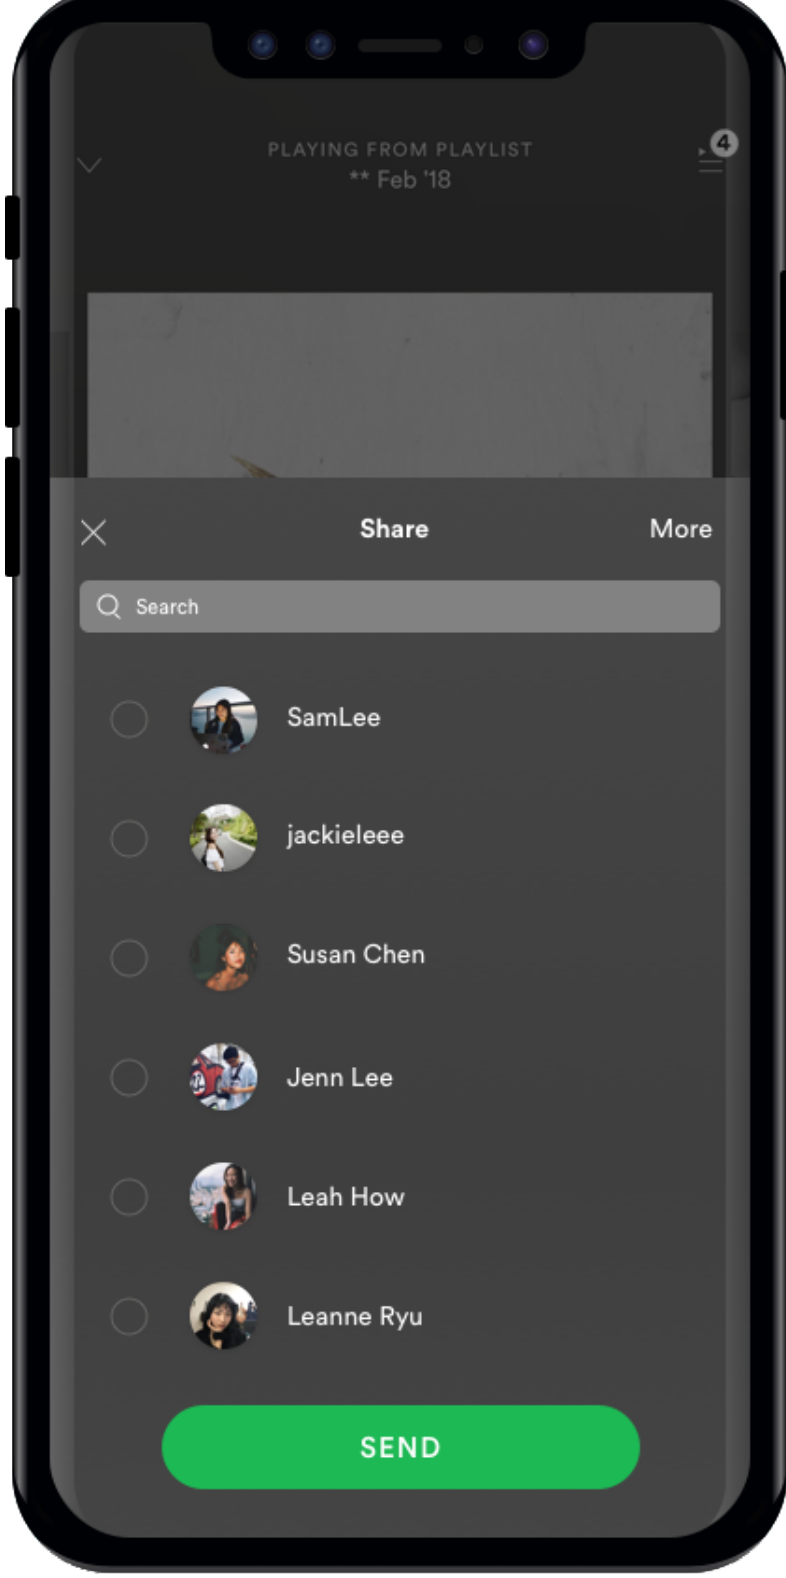 PLAYING FROM PLAYLIST
4
** Feb '18
Share
More
Search
SamLee
jackieleee
Susan Chen
Jenn Lee
Leah How
Leanne Ryu
SEND